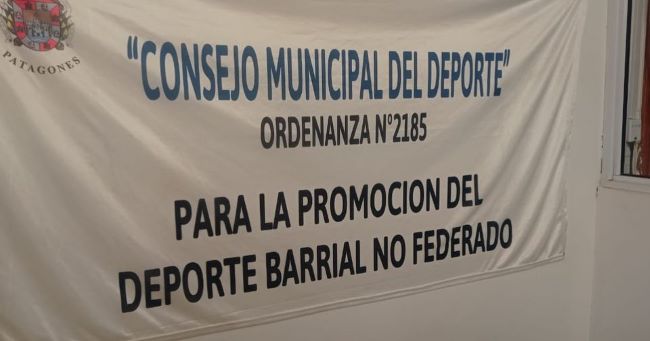 PATAGONES
“CONSEJO MUNICIPAL DEL DEPORTE”
ORDENANZA N°2185
PARA LA PROMOCION DEL
DEPORTE BARRIAL NO FEDERADO